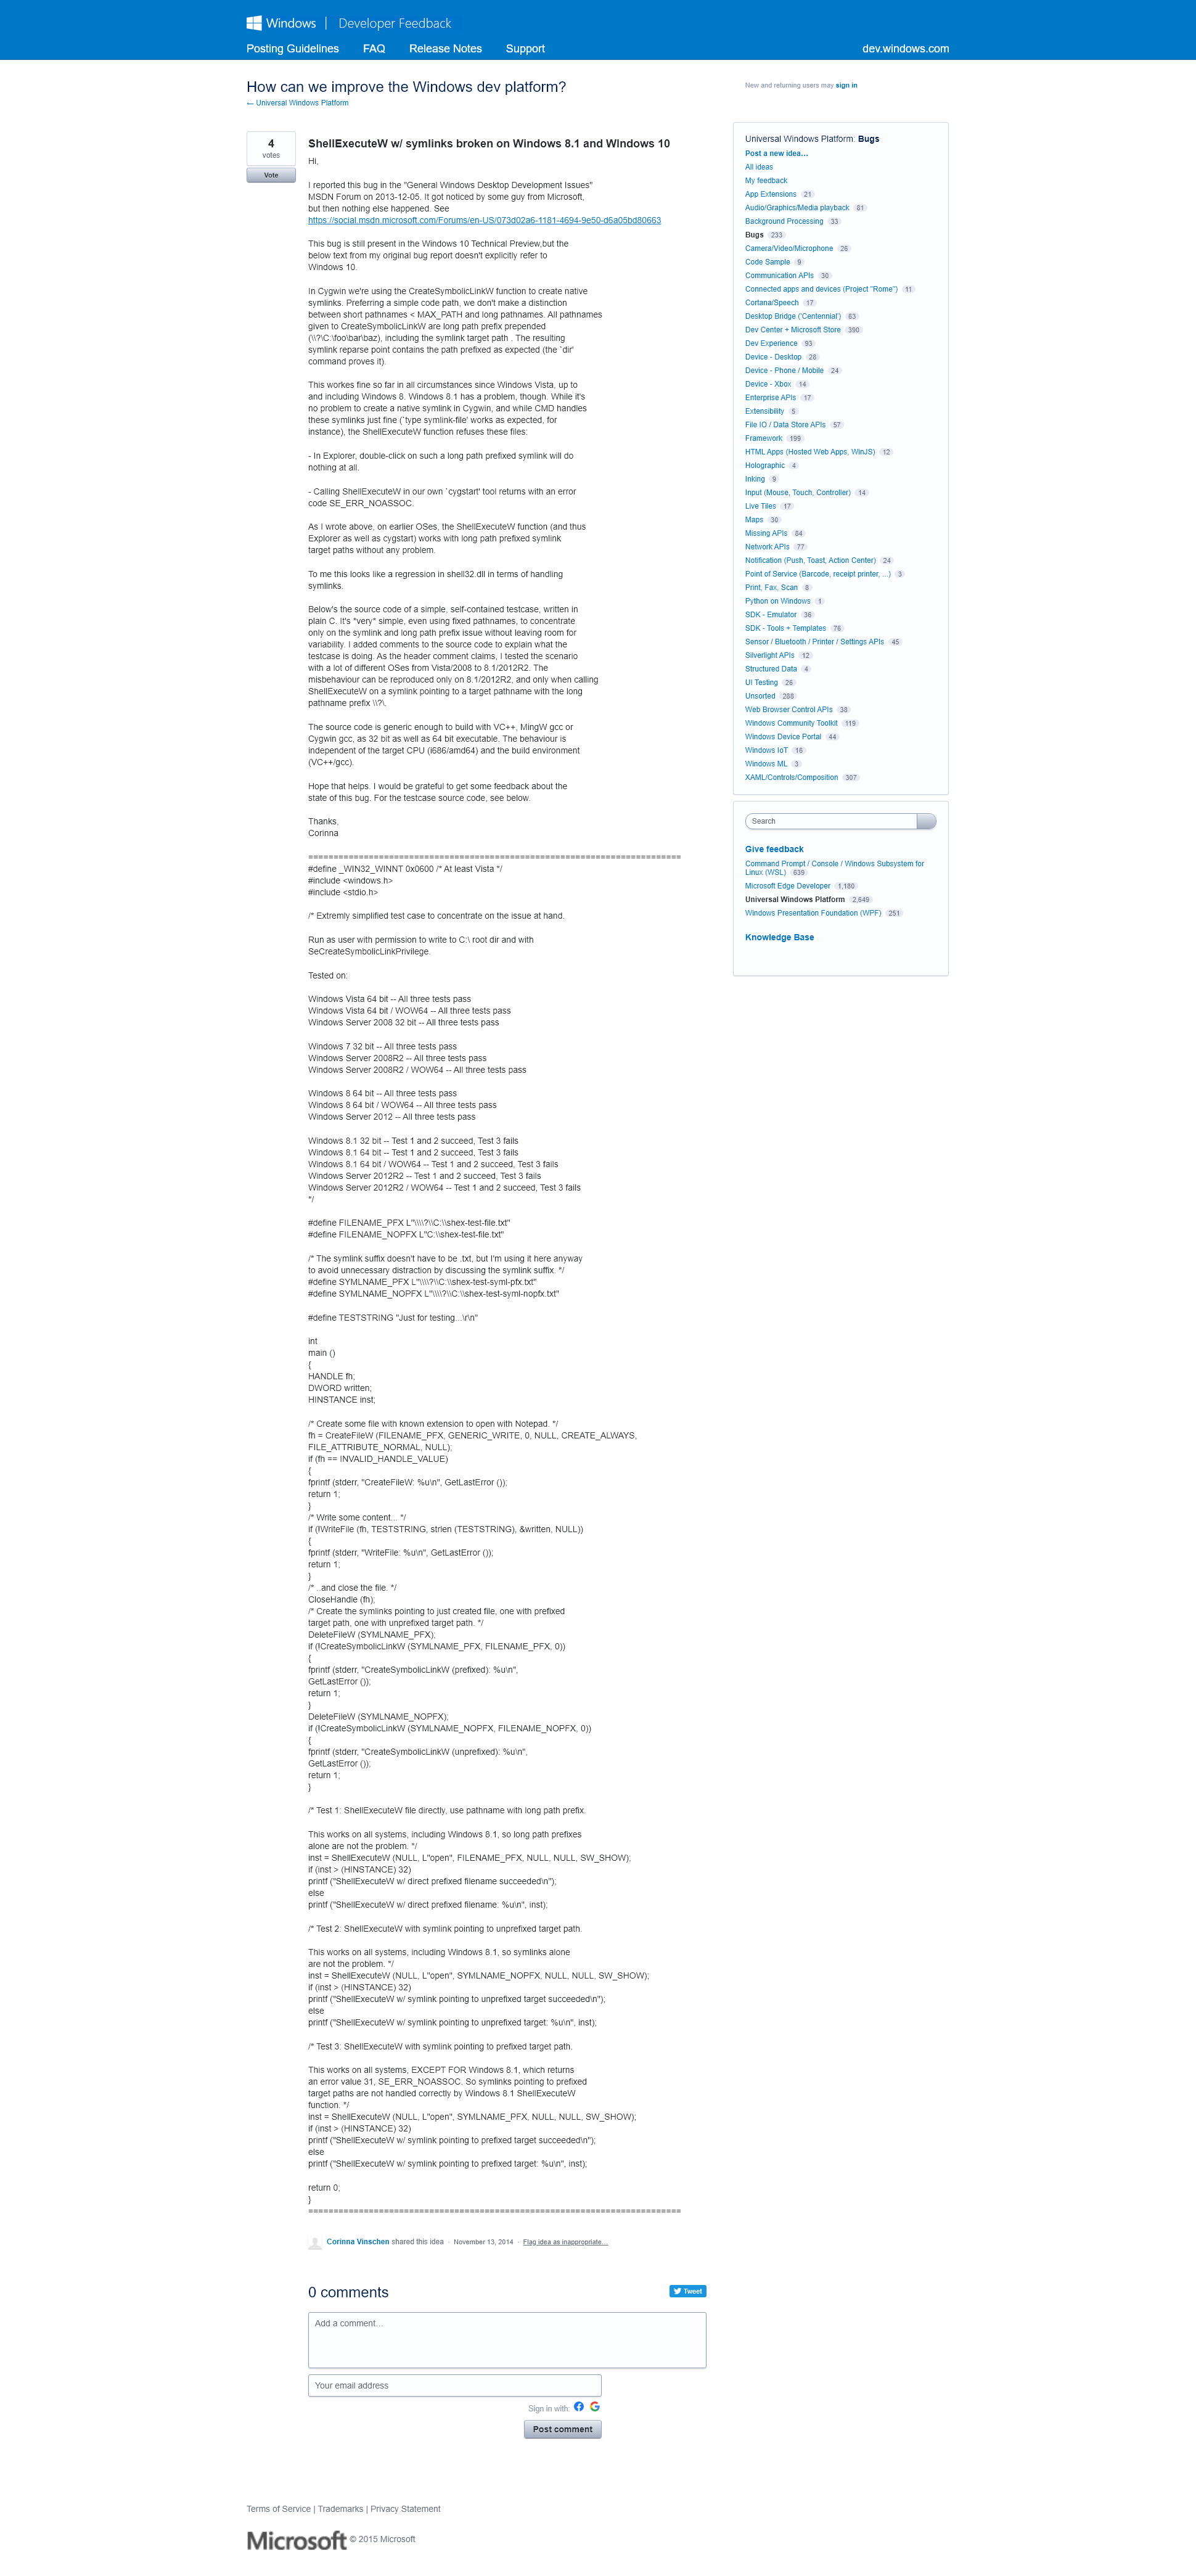 Windows | Developer Feedback
Posting Guidelines FAQ Release Notes Support dev.windows.com
How can we improve the Windows dev platform?
← Universal Windows Platform
New and returning users may sign in
4
votes
Vote
ShellExecuteW w/ symlinks broken on Windows 8.1 and Windows 10
Hi,
I reported this bug in the "General Windows Desktop Development Issues"
MSDN Forum on 2013-12-05. It got noticed by some guy from Microsoft,
but then nothing else happened. See
https://social.msdn.microsoft.com/Forums/en-US/073d02a6-1181-4694-9e50-d6a05bd80663
This bug is still present in the Windows 10 Technical Preview,but the
below text from my original bug report doesn't explicitly refer to
Windows 10.
In Cygwin we're using the CreateSymbolicLinkW function to create native
symlinks. Preferring a simple code path, we don't make a distinction
between short pathnames < MAX_PATH and long pathnames. All pathnames
given to CreateSymbolicLinkW are long path prefix prepended
(\\?\C:\foo\bar\baz), including the symlink target path . The resulting
symlink reparse point contains the path prefixed as expected (the `dir'
command proves it).
This works fine so far in all circumstances since Windows Vista, up to
and including Windows 8. Windows 8.1 has a problem, though. While it's
no problem to create a native symlink in Cygwin, and while CMD handles
these symlinks just fine (`type symlink-file' works as expected, for
instance), the ShellExecuteW function refuses these files:
- In Explorer, double-click on such a long path prefixed symlink will do
nothing at all.
- Calling ShellExecuteW in our own `cygstart' tool returns with an error
code SE_ERR_NOASSOC.
As I wrote above, on earlier OSes, the ShellExecuteW function (and thus
Explorer as well as cygstart) works with long path prefixed symlink
target paths without any problem.
To me this looks like a regression in shell32.dll in terms of handling
symlinks.
Below's the source code of a simple, self-contained testcase, written in
plain C. It's *very* simple, even using fixed pathnames, to concentrate
only on the symlink and long path prefix issue without leaving room for
variability. I added comments to the source code to explain what the
testcase is doing. As the header comment claims, I tested the scenario
with a lot of different OSes from Vista/2008 to 8.1/2012R2. The
misbehaviour can be reproduced only on 8.1/2012R2, and only when calling
ShellExecuteW on a symlink pointing to a target pathname with the long
pathname prefix \\?\.
The source code is generic enough to build with VC++, MingW gcc or
Cygwin gcc, as 32 bit as well as 64 bit executable. The behaviour is
independent of the target CPU (i686/amd64) and the build environment
(VC++/gcc).
Hope that helps. I would be grateful to get some feedback about the
state of this bug. For the testcase source code, see below.
Thanks,
Corinna
==========================================================================
#define _WIN32_WINNT 0x0600 /* At least Vista */
#include <windows.h>
#include <stdio.h>
/* Extremly simplified test case to concentrate on the issue at hand.
Run as user with permission to write to C:\ root dir and with
SeCreateSymbolicLinkPrivilege.
Tested on:
Windows Vista 64 bit -- All three tests pass
Windows Vista 64 bit / WOW64 -- All three tests pass
Windows Server 2008 32 bit -- All three tests pass
Windows 7 32 bit -- All three tests pass
Windows Server 2008R2 -- All three tests pass
Windows Server 2008R2 / WOW64 -- All three tests pass
Windows 8 64 bit -- All three tests pass
Windows 8 64 bit / WOW64 -- All three tests pass
Windows Server 2012 -- All three tests pass
Windows 8.1 32 bit -- Test 1 and 2 succeed, Test 3 fails
Windows 8.1 64 bit -- Test 1 and 2 succeed, Test 3 fails
Windows 8.1 64 bit / WOW64 -- Test 1 and 2 succeed, Test 3 fails
Windows Server 2012R2 -- Test 1 and 2 succeed, Test 3 fails
Windows Server 2012R2 / WOW64 -- Test 1 and 2 succeed, Test 3 fails
*/
#define FILENAME_PFX L"\\\\?\\C:\\shex-test-file.txt"
#define FILENAME_NOPFX L"C:\\shex-test-file.txt"
/* The symlink suffix doesn't have to be .txt, but I'm using it here anyway
to avoid unnecessary distraction by discussing the symlink suffix. */
#define SYMLNAME_PFX L"\\\\?\\C:\\shex-test-syml-pfx.txt"
#define SYMLNAME_NOPFX L"\\\\?\\C:\\shex-test-syml-nopfx.txt"
#define TESTSTRING "Just for testing...\r\n"
int
main ()
{
HANDLE fh;
DWORD written;
HINSTANCE inst;
/* Create some file with known extension to open with Notepad. */
fh = CreateFileW (FILENAME_PFX, GENERIC_WRITE, 0, NULL, CREATE_ALWAYS,
FILE_ATTRIBUTE_NORMAL, NULL);
if (fh == INVALID_HANDLE_VALUE)
{
fprintf (stderr, "CreateFileW: %u\n", GetLastError ());
return 1;
}
/* Write some content... */
if (!WriteFile (fh, TESTSTRING, strlen (TESTSTRING), &written, NULL))
{
fprintf (stderr, "WriteFile: %u\n", GetLastError ());
return 1;
}
/* ..and close the file. */
CloseHandle (fh);
/* Create the symlinks pointing to just created file, one with prefixed
target path, one with unprefixed target path. */
DeleteFileW (SYMLNAME_PFX);
if (!CreateSymbolicLinkW (SYMLNAME_PFX, FILENAME_PFX, 0))
{
fprintf (stderr, "CreateSymbolicLinkW (prefixed): %u\n",
GetLastError ());
return 1;
}
DeleteFileW (SYMLNAME_NOPFX);
if (!CreateSymbolicLinkW (SYMLNAME_NOPFX, FILENAME_NOPFX, 0))
{
fprintf (stderr, "CreateSymbolicLinkW (unprefixed): %u\n",
GetLastError ());
return 1;
}
/* Test 1: ShellExecuteW file directly, use pathname with long path prefix.
This works on all systems, including Windows 8.1, so long path prefixes
alone are not the problem. */
inst = ShellExecuteW (NULL, L"open", FILENAME_PFX, NULL, NULL, SW_SHOW);
if (inst > (HINSTANCE) 32)
printf ("ShellExecuteW w/ direct prefixed filename succeeded\n");
else
printf ("ShellExecuteW w/ direct prefixed filename: %u\n", inst);
/* Test 2: ShellExecuteW with symlink pointing to unprefixed target path.
This works on all systems, including Windows 8.1, so symlinks alone
are not the problem. */
inst = ShellExecuteW (NULL, L"open", SYMLNAME_NOPFX, NULL, NULL, SW_SHOW);
if (inst > (HINSTANCE) 32)
printf ("ShellExecuteW w/ symlink pointing to unprefixed target succeeded\n");
else
printf ("ShellExecuteW w/ symlink pointing to unprefixed target: %u\n", inst);
/* Test 3: ShellExecuteW with symlink pointing to prefixed target path.
This works on all systems, EXCEPT FOR Windows 8.1, which returns
an error value 31, SE_ERR_NOASSOC. So symlinks pointing to prefixed
target paths are not handled correctly by Windows 8.1 ShellExecuteW
function. */
inst = ShellExecuteW (NULL, L"open", SYMLNAME_PFX, NULL, NULL, SW_SHOW);
if (inst > (HINSTANCE) 32)
printf ("ShellExecuteW w/ symlink pointing to prefixed target succeeded\n");
else
printf ("ShellExecuteW w/ symlink pointing to prefixed target: %u\n", inst);
return 0;
}
==========================================================================
Corinna Vinschen shared this idea · November 13, 2014 · Flag idea as inappropriate…
0 comments
Tweet
Add a comment…
Your email address
Sign in with:
Post comment
Universal Windows Platform: Bugs
Post a new idea…
All ideas
My feedback
App Extensions 21
Audio/Graphics/Media playback 81
Background Processing 33
Bugs 233
Camera/Video/Microphone 26
Code Sample 9
Communication APIs 30
Connected apps and devices (Project "Rome") 11
Cortana/Speech 17
Desktop Bridge ('Centennial') 63
Dev Center + Microsoft Store 390
Dev Experience 93
Device - Desktop 28
Device - Phone / Mobile 24
Device - Xbox 14
Enterprise APIs 17
Extensibility 5
File IO / Data Store APIs 57
Framework 199
HTML Apps (Hosted Web Apps, WinJS) 12
Holographic 4
Inking 9
Input (Mouse, Touch, Controller) 14
Live Tiles 17
Maps 30
Missing APIs 84
Network APIs 77
Notification (Push, Toast, Action Center) 24
Point of Service (Barcode, receipt printer, ...) 3
Print, Fax, Scan 8
Python on Windows 1
SDK - Emulator 36
SDK - Tools + Templates 76
Sensor / Bluetooth / Printer / Settings APIs 45
Silverlight APIs 12
Structured Data 4
UI Testing 26
Unsorted 288
Web Browser Control APIs 38
Windows Community Toolkit 119
Windows Device Portal 44
Windows IoT 16
Windows ML 3
XAML/Controls/Composition 307
Search
Give feedback
Command Prompt / Console / Windows Subsystem for
Linux (WSL) 639
Microsoft Edge Developer 1,180
Universal Windows Platform 2,649
Windows Presentation Foundation (WPF) 251
Knowledge Base
Terms of Service | Trademarks | Privacy Statement
Microsoft © 2015 Microsoft